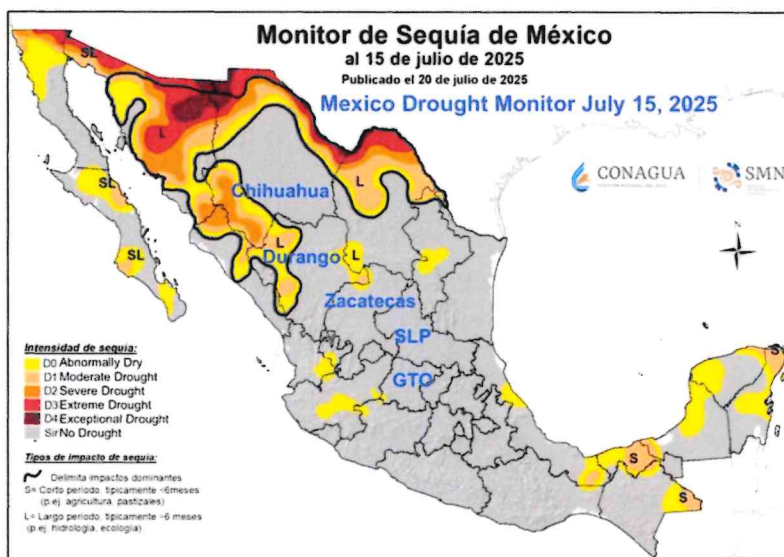 Monitor de Sequía de México
al 15 de julio de 2025
Publicado el 20 de julio de 2025
Mexico Drought Monitor July 15, 2025
CONAGUA
SMN
SL
L
Chihuahua
L
SL
L
Durango
L
SL
Zacatecas
SLP
GTO
S
S
S
Intensidad de sequía:
D0 Abnormally Dry
D1 Moderate Drought
D2 Severe Drought
D3 Extreme Drought
D4 Exceptional Drought
Sir No Drought
Tipos de impacto de sequía:
Delimita impactos dominantes
S= Corto periodo, típicamente <6meses
(p.ej. agricultura, pastizales)
L= Largo periodo, típicamente >6 meses
(p.ej. hidrología, ecología)